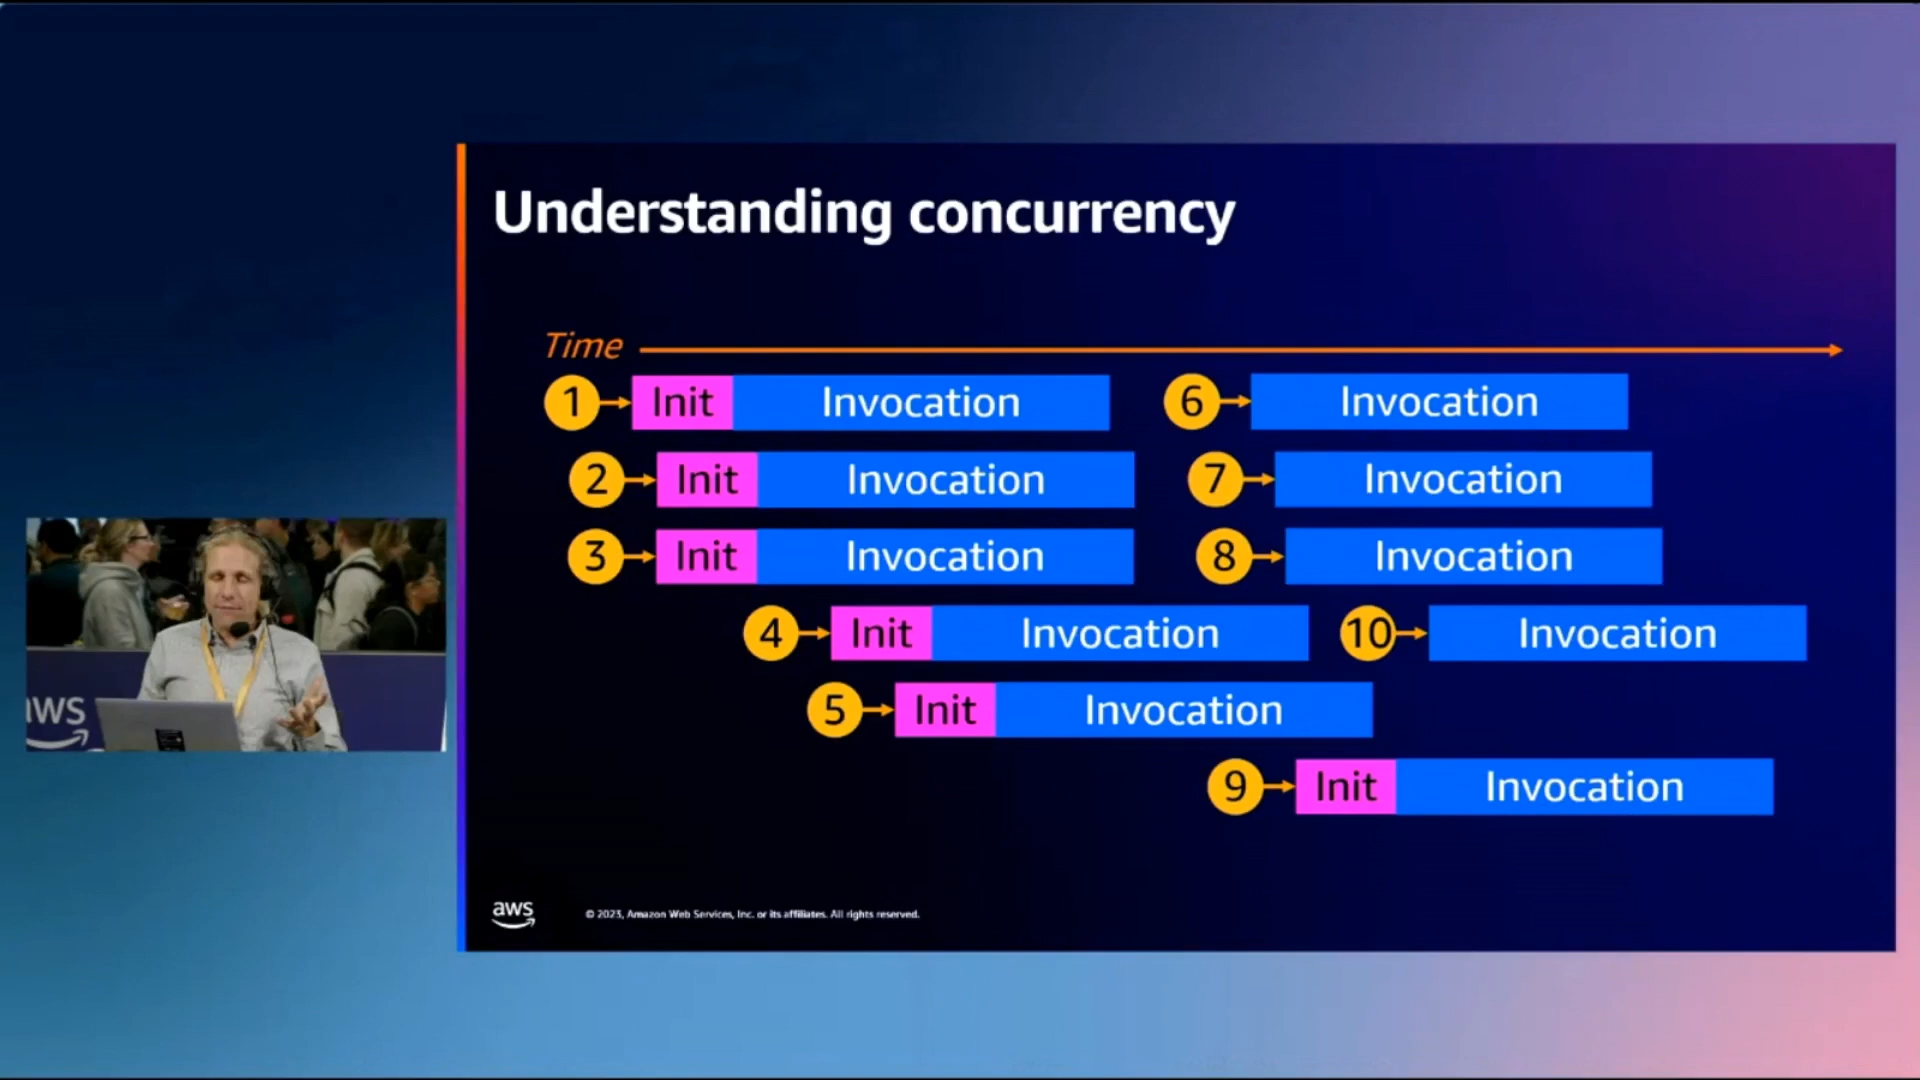 Understanding concurrency
Time
1 Init Invocation 6 Invocation
2 Init Invocation 7 Invocation
3 Init Invocation 8 Invocation
4 Init Invocation 10 Invocation
5 Init Invocation
9 Init Invocation
aws © 2023, Amazon Web Services, Inc. or its affiliates. All rights reserved.
aws